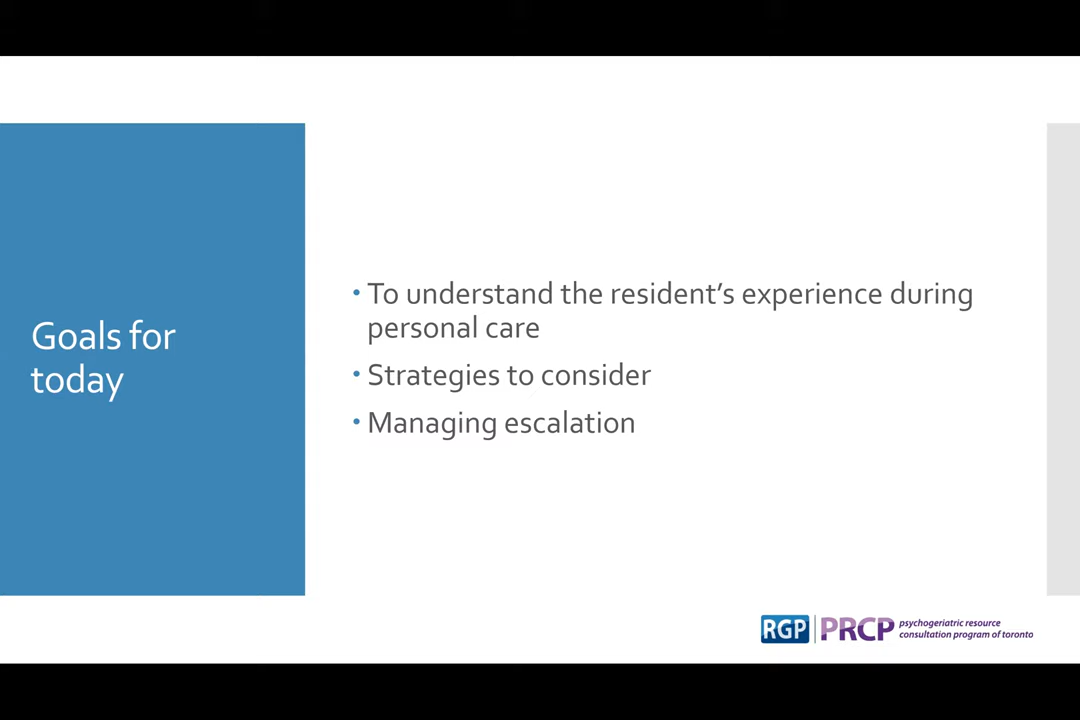 Goals for
today
• To understand the resident’s experience during
personal care
• Strategies to consider
• Managing escalation
RGP PRCP psychogeriatric resource
consultation program of toronto